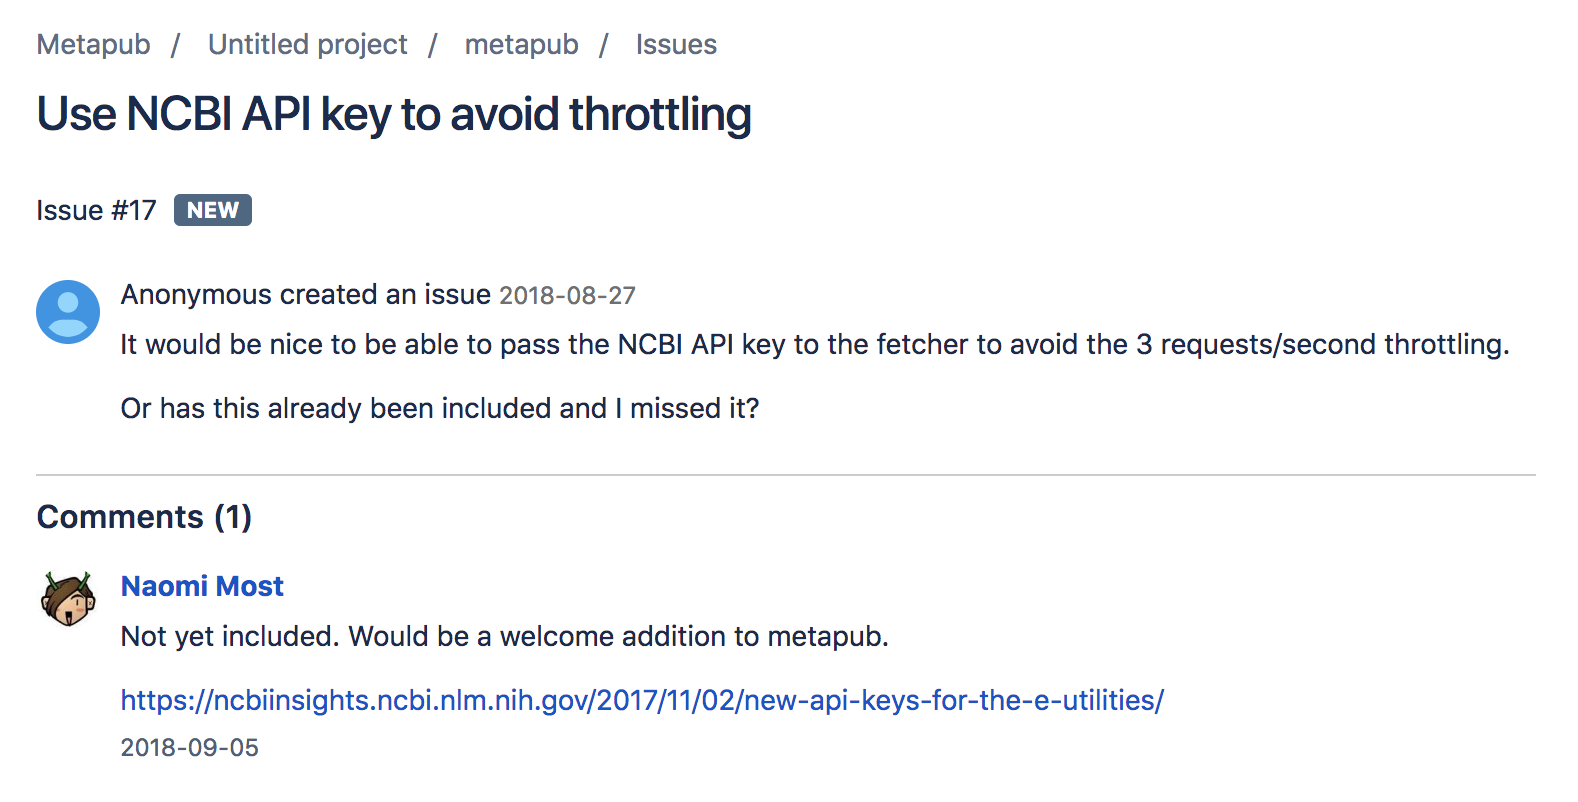 Metapub / Untitled project / metapub / Issues
Use NCBI API key to avoid throttling
Issue #17 NEW
Anonymous created an issue 2018-08-27
It would be nice to be able to pass the NCBI API key to the fetcher to avoid the 3 requests/second throttling.
Or has this already been included and I missed it?
Comments (1)
Naomi Most
Not yet included. Would be a welcome addition to metapub.
https://ncbiinsights.ncbi.nlm.nih.gov/2017/11/02/new-api-keys-for-the-e-utilities/
2018-09-05